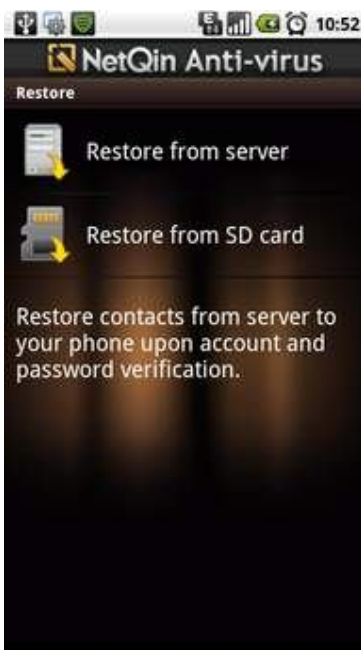 10:52
NetQin Anti-virus
Restore
Restore from server
Restore from SD card
Restore contacts from server to
your phone upon account and
password verification.